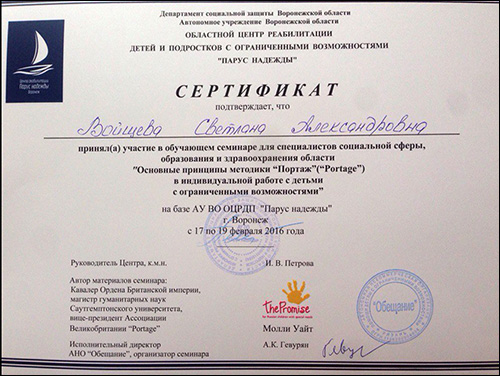 Департамент социальной защиты Воронежской области
Автономное учреждение Воронежской области
ОБЛАСТНОЙ ЦЕНТР РЕАБИЛИТАЦИИ
ДЕТЕЙ И ПОДРОСТКОВ С ОГРАНИЧЕННЫМИ ВОЗМОЖНОСТЯМИ
"ПАРУС НАДЕЖДЫ"
Парус надежды
СЕРТИФИКАТ
подтверждает, что
Войщева Светлана Александровна
принял(а) участие в обучающем семинаре для специалистов социальной сферы,
образования и здравоохранения области
"Основные принципы методики “Портаж”(“Portage”)
в индивидуальной работе с детьми
с ограниченными возможностями”
на базе АУ ВО ОЦРДП "Парус надежды"
г. Воронеж
с 17 по 19 февраля 2016 года
Руководитель Центра, к.м.н. И. В. Петрова
Автор материалов семинара:
Кавалер Ордена Британской империи,
магистр гуманитарных наук
Саутгемптонского университета,
вице-президент Ассоциации
Великобритании "Portage"
thePromise
Молли Уайт
Исполнительный директор
АНО "Обещание", организатор семинара
А.К. Гевурян
"Обещание"